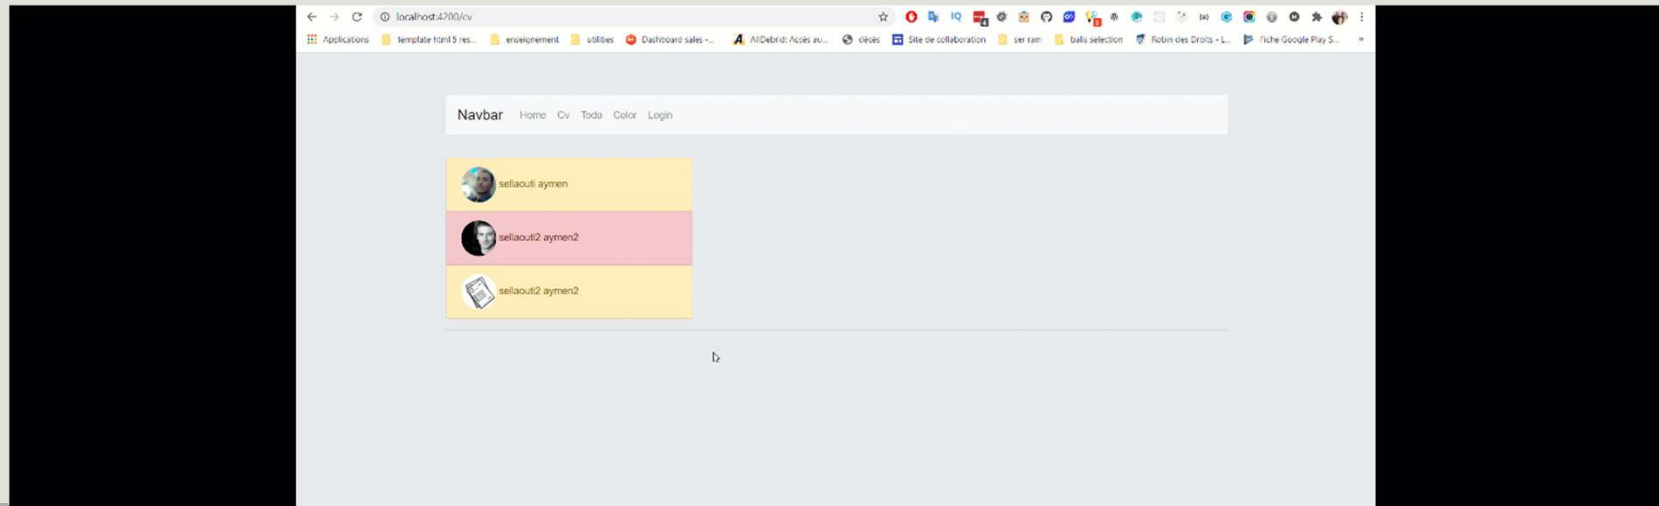 localhost:4200/cv
Applications template html 5 res... enseignement utilities Dashboard sales -... AllDebrid: Accès au... décès Site de collaboration ser ram balis selection Robin des Droits - L... Fiche Google Play S... »
Navbar Home Cv Todo Color Login
sellaouti aymen
sellaouti2 aymen2
sellaouti2 aymen2